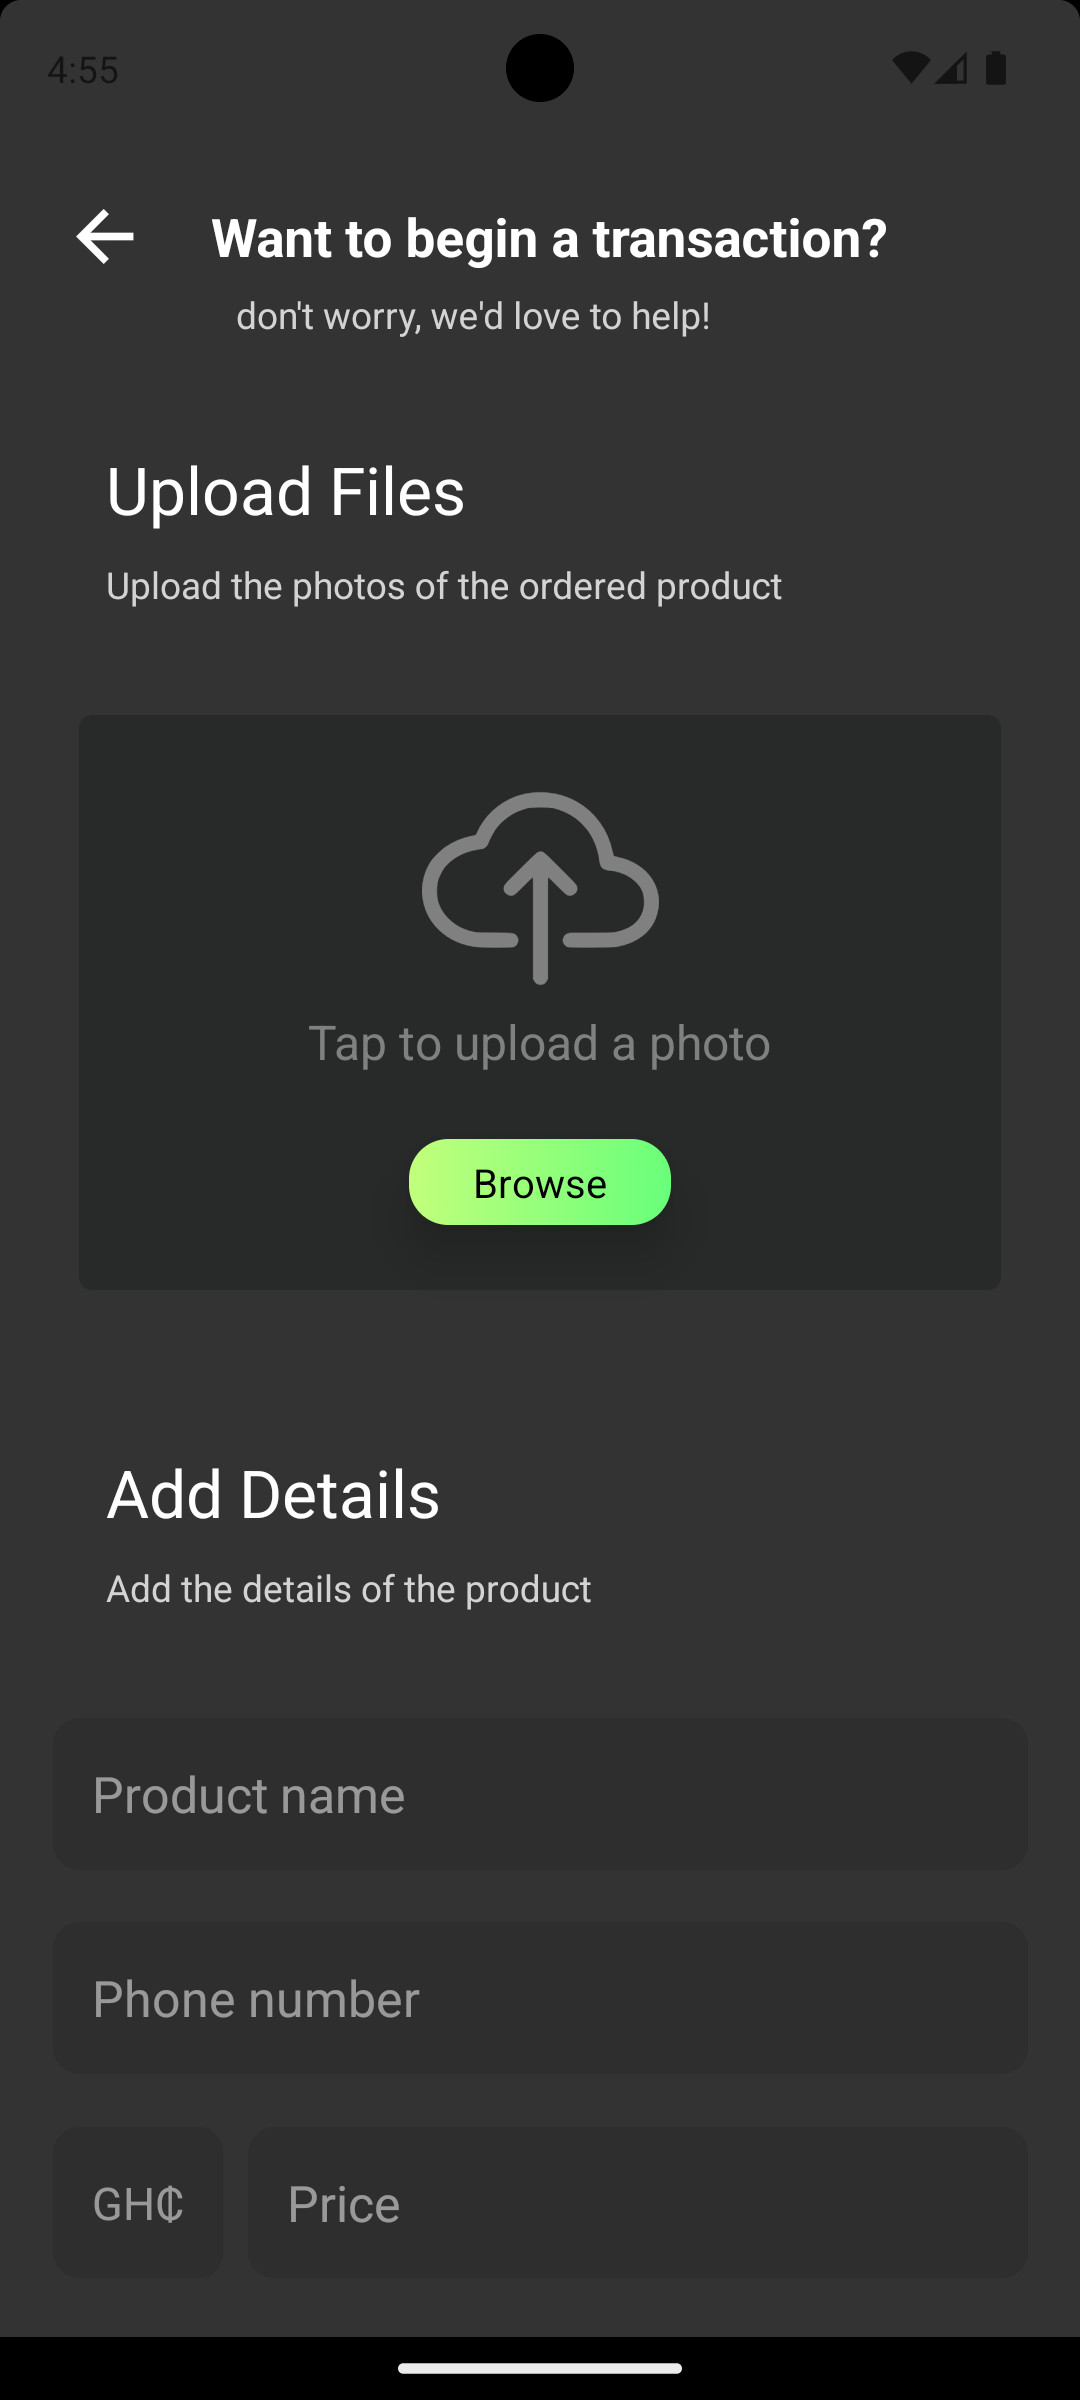 4:55
Want to begin a transaction?
don't worry, we'd love to help!
Upload Files
Upload the photos of the ordered product
Tap to upload a photo
Browse
Add Details
Add the details of the product
Product name
Phone number
GH₵ Price